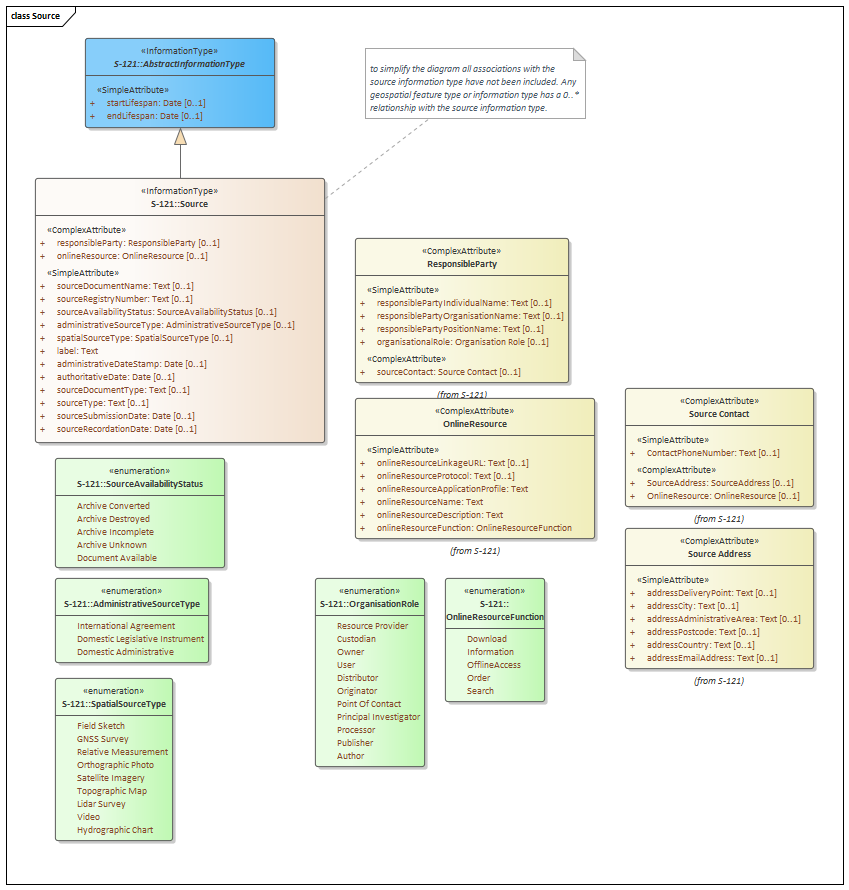 class Source
«InformationType»
S-121::AbstractInformationType
«SimpleAttribute»
+ startLifespan: Date [0..1]
+ endLifespan: Date [0..1]
to simplify the diagram all associations with the
source information type have not been included. Any
geospatial feature type or information type has a 0..*
relationship with the source information type.
«InformationType»
S-121::Source
«ComplexAttribute»
+ responsibleParty: ResponsibleParty [0..1]
+ onlineResource: OnlineResource [0..1]
«SimpleAttribute»
+ sourceDocumentName: Text [0..1]
+ sourceRegistryNumber: Text [0..1]
+ sourceAvailabilityStatus: SourceAvailabilityStatus [0..1]
+ administrativeSourceType: AdministrativeSourceType [0..1]
+ spatialSourceType: SpatialSourceType [0..1]
+ label: Text
+ administrativeDateStamp: Date [0..1]
+ authoritativeDate: Date [0..1]
+ sourceDocumentType: Text [0..1]
+ sourceType: Text [0..1]
+ sourceSubmissionDate: Date [0..1]
+ sourceRecordationDate: Date [0..1]
«ComplexAttribute»
ResponsibleParty
«SimpleAttribute»
+ responsiblePartyIndividualName: Text [0..1]
+ responsiblePartyOrganisationName: Text [0..1]
+ responsiblePartyPositionName: Text [0..1]
+ organisationalRole: Organisation Role [0..1]
«ComplexAttribute»
+ sourceContact: Source Contact [0..1]
(from S-121)
«ComplexAttribute»
OnlineResource
«SimpleAttribute»
+ onlineResourceLinkageURL: Text [0..1]
+ onlineResourceProtocol: Text [0..1]
+ onlineResourceApplicationProfile: Text
+ onlineResourceName: Text
+ onlineResourceDescription: Text
+ onlineResourceFunction: OnlineResourceFunction
(from S-121)
«ComplexAttribute»
Source Contact
«SimpleAttribute»
+ ContactPhoneNumber: Text [0..1]
«ComplexAttribute»
+ SourceAddress: SourceAddress [0..1]
+ OnlineResource: OnlineResource [0..1]
(from S-121)
«ComplexAttribute»
Source Address
«SimpleAttribute»
+ addressDeliveryPoint: Text [0..1]
+ addressCity: Text [0..1]
+ addressAdministrativeArea: Text [0..1]
+ addressPostcode: Text [0..1]
+ addressCountry: Text [0..1]
+ addressEmailAddress: Text [0..1]
(from S-121)
«enumeration»
S-121::SourceAvailabilityStatus
Archive Converted
Archive Destroyed
Archive Incomplete
Archive Unknown
Document Available
«enumeration»
S-121::AdministrativeSourceType
International Agreement
Domestic Legislative Instrument
Domestic Administrative
«enumeration»
S-121::SpatialSourceType
Field Sketch
GNSS Survey
Relative Measurement
Orthographic Photo
Satellite Imagery
Topographic Map
Lidar Survey
Video
Hydrographic Chart
«enumeration»
S-121::OrganisationRole
Resource Provider
Custodian
Owner
User
Distributor
Originator
Point Of Contact
Principal Investigator
Processor
Publisher
Author
«enumeration»
S-121::
OnlineResourceFunction
Download
Information
OfflineAccess
Order
Search